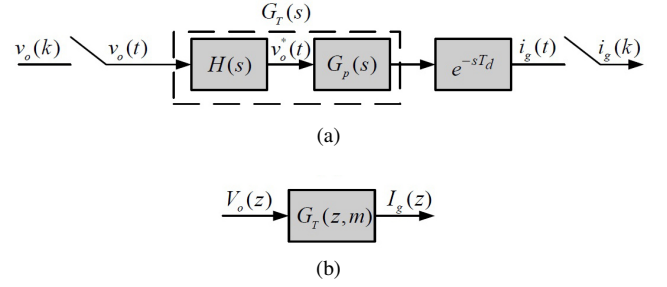 G_T(s)
v_o(k) v_o(t) H(s) v_o^*(t) G_p(s) e^{-sT_d} i_g(t) i_g(k)
(a)
V_o(z) G_T(z,m) I_g(z)
(b)